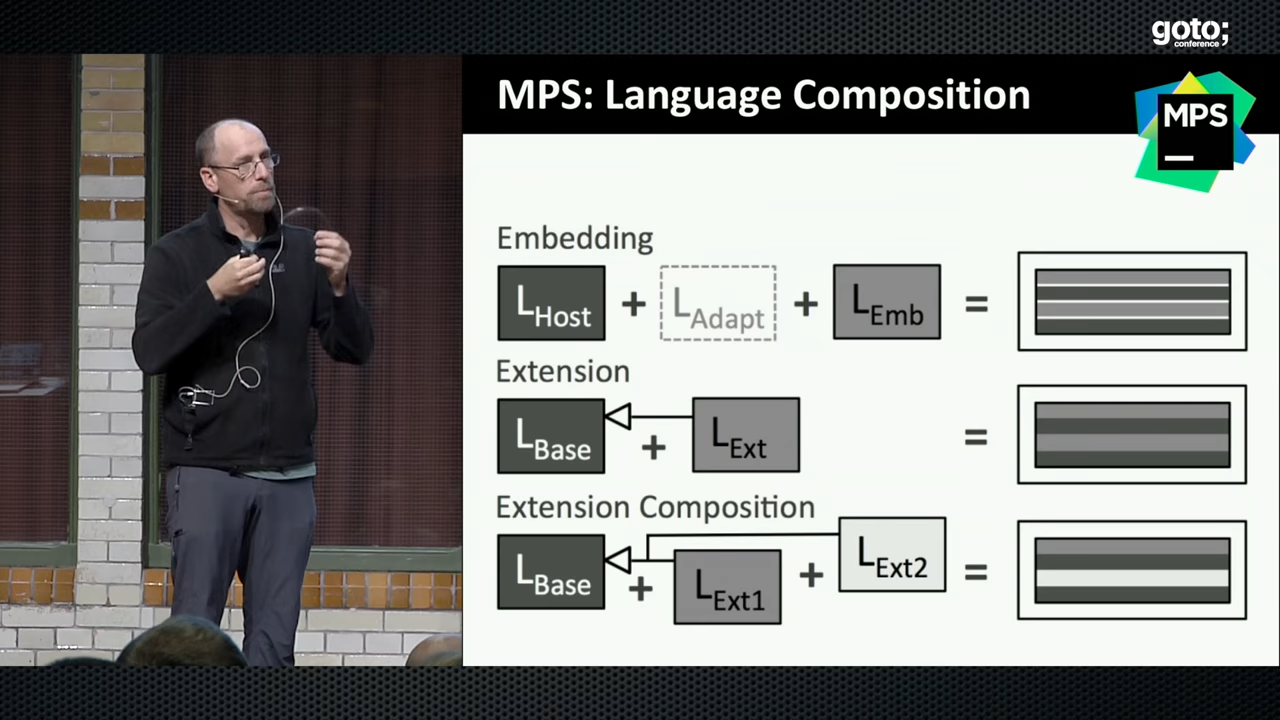 goto;
conference
MPS: Language Composition
MPS
Embedding
LHost + LAdapt + LEmb =
Extension
LBase + LExt =
Extension Composition
LBase + LExt1 + LExt2 =